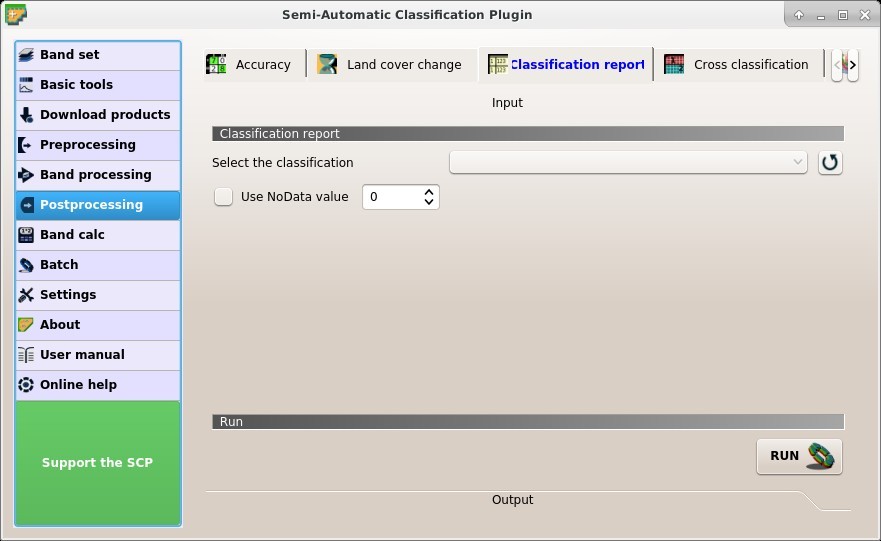 Semi-Automatic Classification Plugin
Band set
Basic tools
Download products
Preprocessing
Band processing
Postprocessing
Band calc
Batch
Settings
About
User manual
Online help
Support the SCP
Accuracy
Land cover change
Classification report
Cross classification
Input
Classification report
Select the classification
Use NoData value
0
Run
RUN
Output